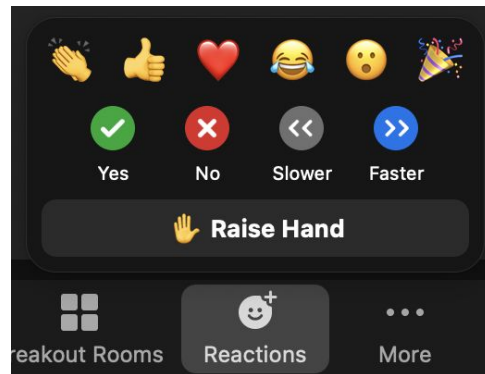 Yes No Slower Faster
Raise Hand
reakout Rooms Reactions More